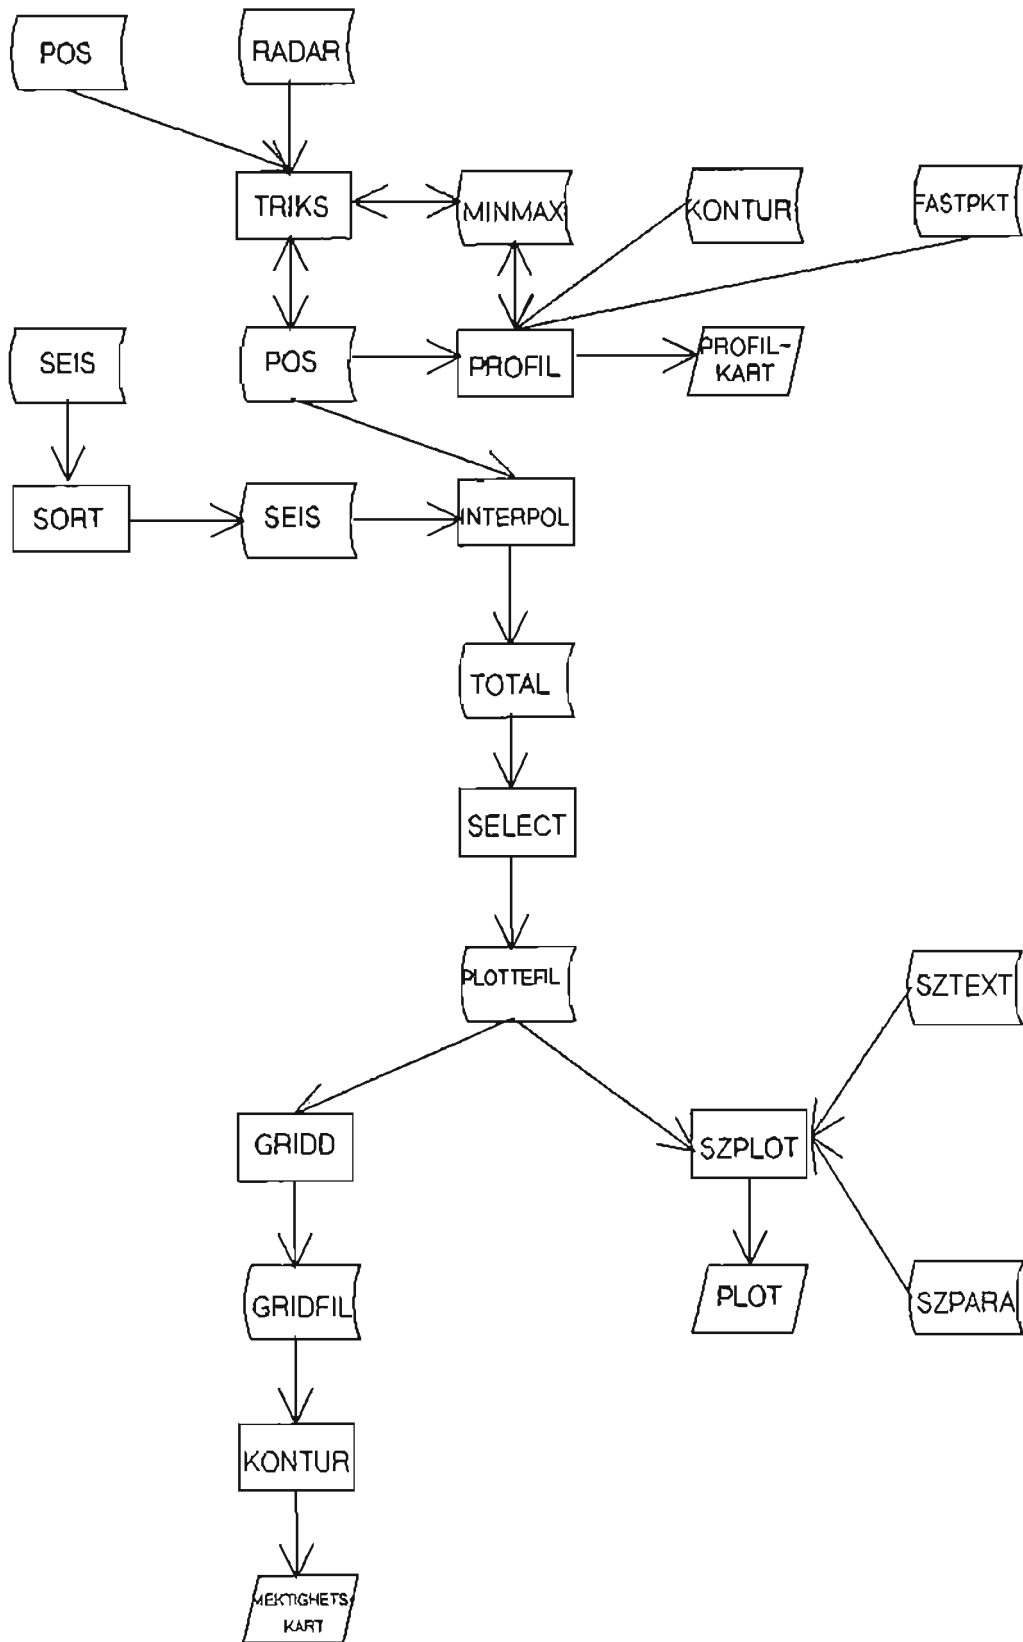 POS
RADAR
TRIKS
MINMAX
KONTUR
FASTPKT
SEIS
POS
PROFIL
PROFIL-
KART
SORT
SEIS
INTERPOL
TOTAL
SELECT
PLOTTEFIL
SZTEXT
GRIDD
SZPLOT
GRIDFIL
PLOT
SZPARA
KONTUR
MEKTIGHETS-
KART